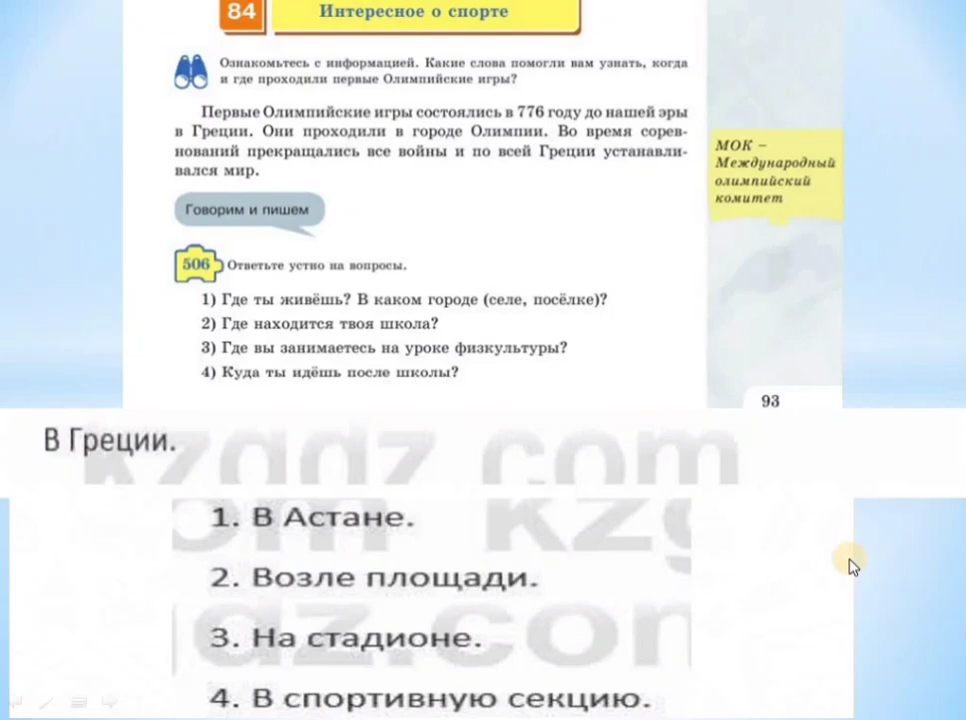 84
Интересное о спорте
Ознакомьтесь с информацией. Какие слова помогли вам узнать, когда
и где проходили первые Олимпийские игры?
Первые Олимпийские игры состоялись в 776 году до нашей эры
в Греции. Они проходили в городе Олимпии. Во время сорев-
нований прекращались все войны и по всей Греции устанавли-
вался мир.
МОК –
Международный
олимпийский
комитет
Говорим и пишем
506 Ответьте устно на вопросы.
1) Где ты живёшь? В каком городе (селе, посёлке)?
2) Где находится твоя школа?
3) Где вы занимаетесь на уроке физкультуры?
4) Куда ты идёшь после школы?
93
В Греции.
kzgdz.com
1. В Астане.
2. Возле площади.
3. На стадионе.
4. В спортивную секцию.